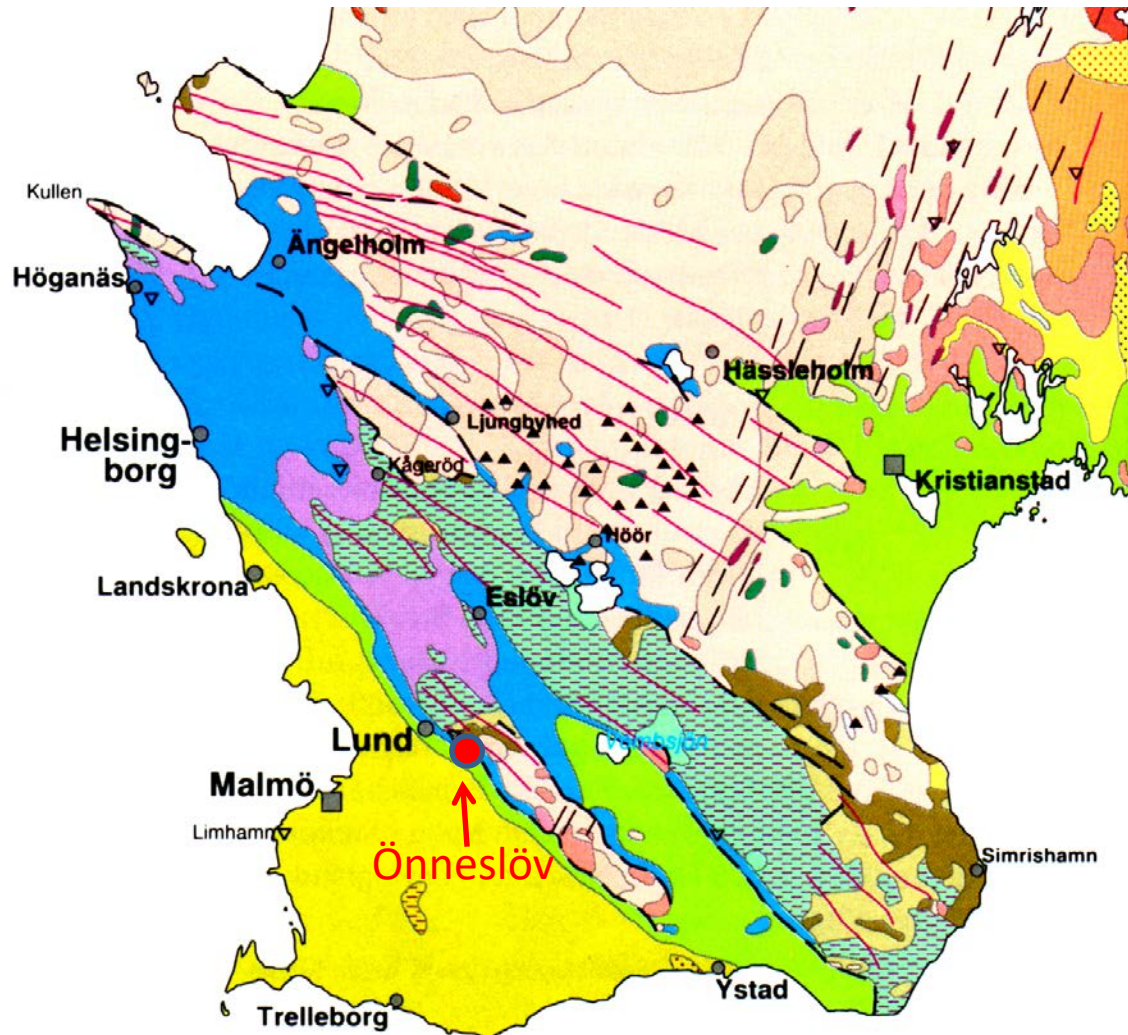 Kullen
Ängelholm
Höganäs
Hässleholm
Ljungbyhed
Helsing-
borg
Kågeröd
Kristianstad
Höör
Landskrona
Eslöv
Lund
Vombsjön
Malmö
Limhamn
Önneslöv
Simrishamn
Ystad
Trelleborg